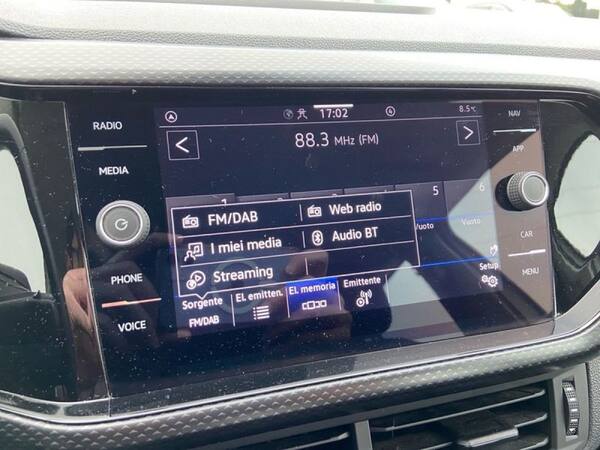 RADIO
MEDIA
PHONE
VOICE
17:02
8.5°C
88.3 MHz (FM)
5 6
FM/DAB
Web radio
I miei media
Audio BT
Streaming
Vuoto
Sorgente
FM/DAB
El. emitten.
El. memoria
Emittente
Setup
NAV
APP
CAR
MENU